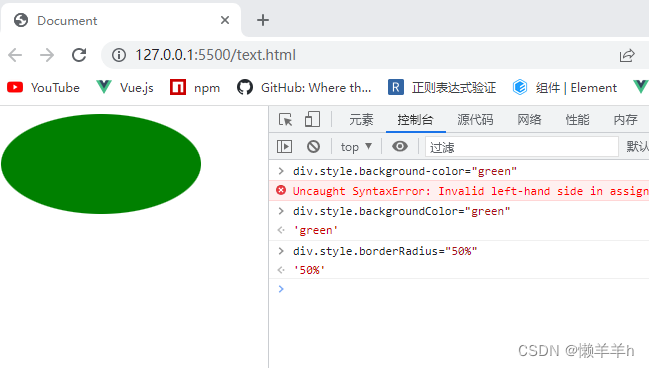 Document
127.0.0.1:5500/text.html
YouTube Vue.js npm GitHub: Where th... R 正则表达式验证 组件 | Element
元素 控制台 源代码 网络 性能 内存
top ▼ 过滤 默认
> div.style.background-color="green"
Uncaught SyntaxError: Invalid left-hand side in assign
> div.style.backgroundColor="green"
'green'
> div.style.borderRadius="50%"
'50%'
>
CSDN @懒羊羊h